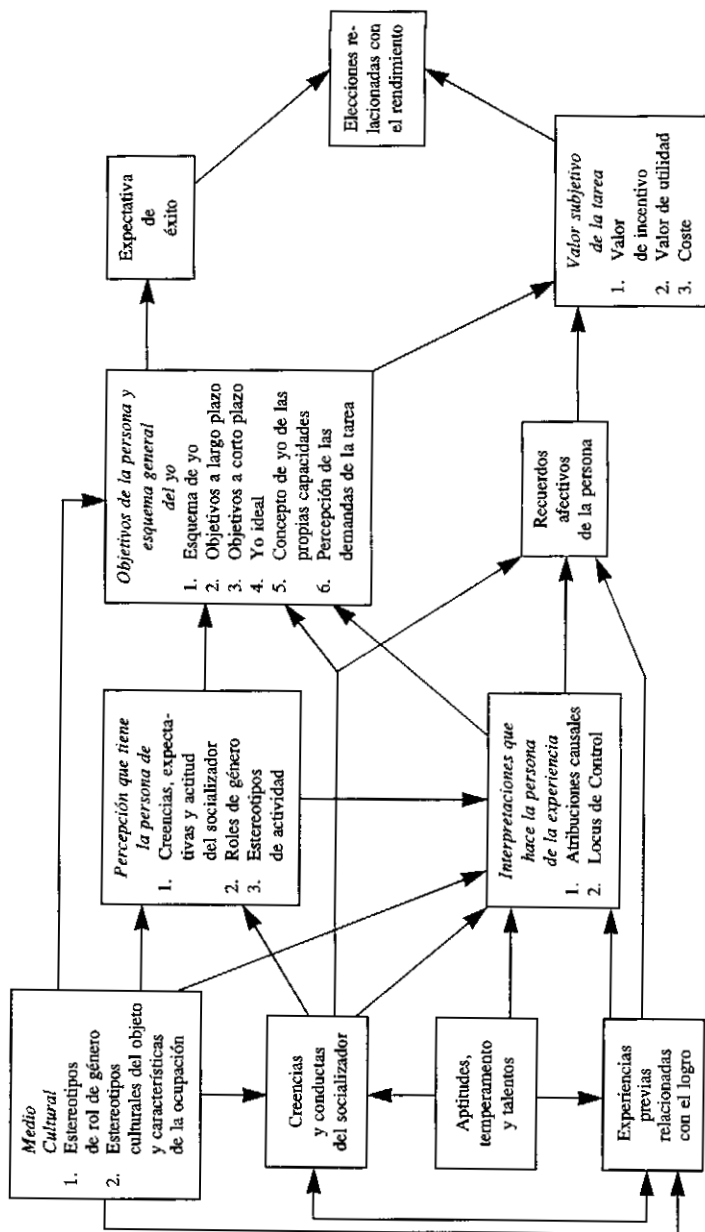 Medio
Cultural
1. Estereotipos
de rol de género
2. Estereotipos
culturales del objeto
y características
de la ocupación
Creencias
y conductas
del socializador
Aptitudes,
temperamento
y talentos
Experiencias
previas
relacionadas
con el logro
Percepción que tiene
la persona de
1. Creencias, expecta-
tivas y actitud
del socializador
2. Roles de género
3. Estereotipos
de actividad
Interpretaciones que
hace la persona
de la experiencia
1. Atribuciones causales
2. Locus de Control
Objetivos de la persona y
esquema general
del yo
1. Esquema de yo
2. Objetivos a largo plazo
3. Objetivos a corto plazo
4. Yo ideal
5. Concepto de yo de las
propias capacidades
6. Percepción de las
demandas de la tarea
Recuerdos
afectivos
de la persona
Expectativa
de
éxito
Valor subjetivo
de la tarea
1. Valor
de incentivo
2. Valor de utilidad
3. Coste
Elecciones re-
lacionadas con
el rendimiento